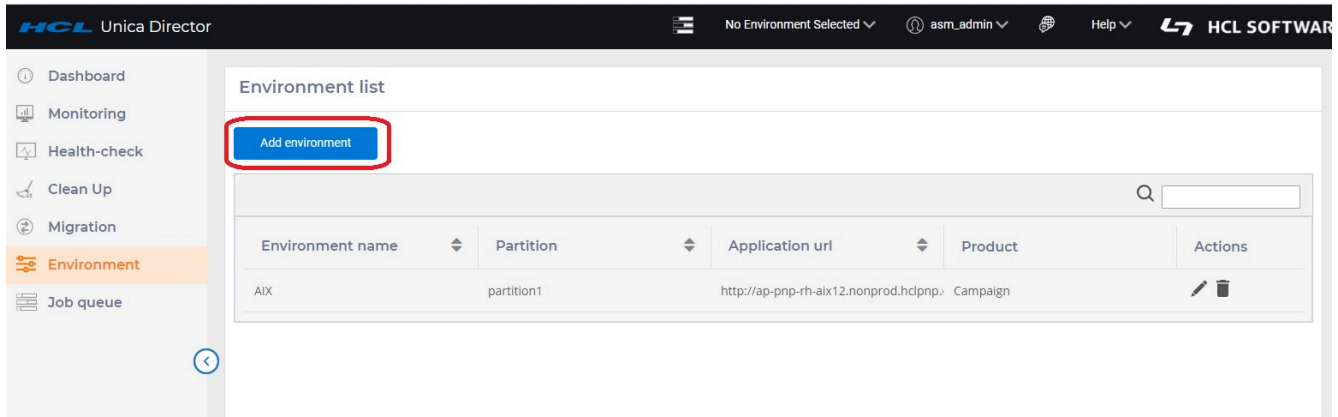 HCL Unica Director No Environment Selected asm_admin Help HCL SOFTWAR
Dashboard
Monitoring
Health-check
Clean Up
Migration
Environment
Job queue
Environment list
Add environment
Environment name Partition Application url Product Actions
AIX partition1 http://ap-pnp-rh-aix12.nonprod.hclpnp. Campaign